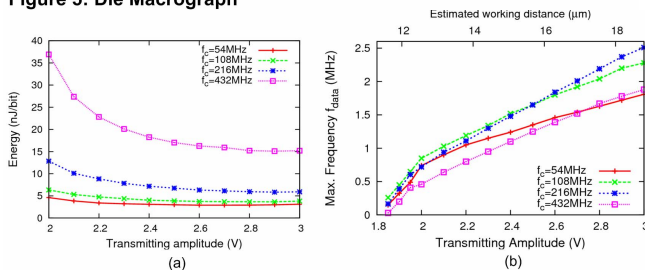 Figure 5: Die Macrograph
Estimated working distance (μm)
12 14 16 18
40
35
30
25
20
15
10
5
0
Energy (nJ/bit)
fc=54MHz
fc=108MHz
fc=216MHz
fc=432MHz
2 2.2 2.4 2.6 2.8 3
Transmitting amplitude (V)
(a)
2.5
2
1.5
1
0.5
0
Max. Frequency fdata (MHz)
fc=54MHz
fc=108MHz
fc=216MHz
fc=432MHz
1.8 2 2.2 2.4 2.6 2.8 3
Transmitting Amplitude (V)
(b)